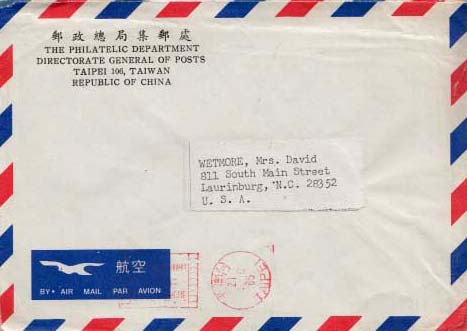 郵政總局集郵處
THE PHILATELIC DEPARTMENT
DIRECTORATE GENERAL OF POSTS
TAIPEI 106, TAIWAN
REPUBLIC OF CHINA
WETMORE, Mrs. David
811 South Main Street
Laurinburg, N.C. 28352
U. S. A.
航空
BY • AIR MAIL PAR AVION
TAIPEI